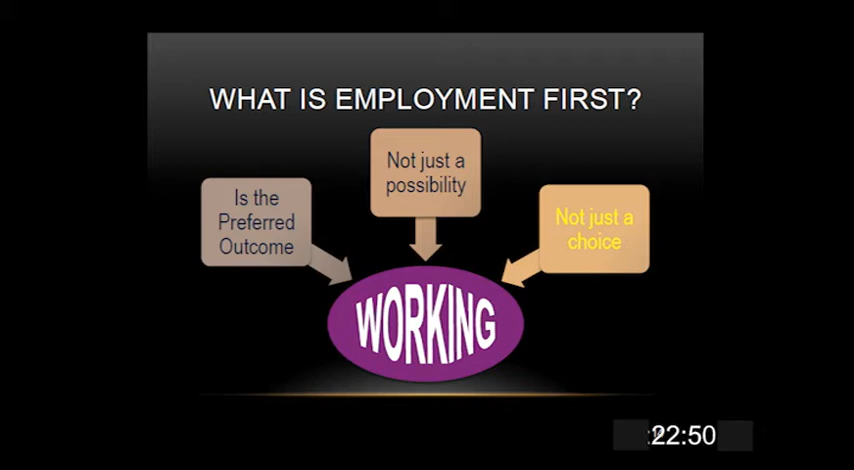 WHAT IS EMPLOYMENT FIRST?
Is the
Preferred
Outcome
Not just a
possibility
Not just a
choice
WORKING
:22:50